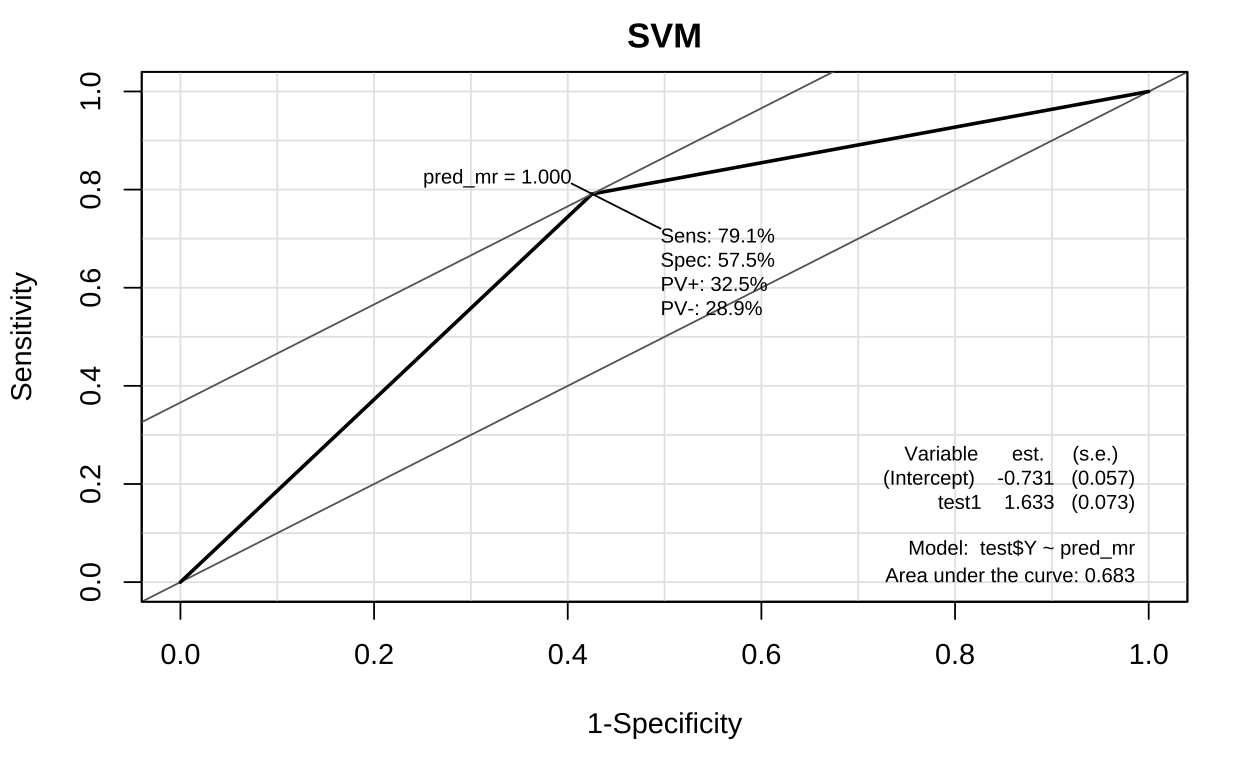 SVM
Sensitivity
1.0
0.8
0.6
0.4
0.2
0.0
pred_mr = 1.000
Sens: 79.1%
Spec: 57.5%
PV+: 32.5%
PV-: 28.9%
Variable est. (s.e.)
(Intercept) -0.731 (0.057)
test1 1.633 (0.073)
Model: test$Y ~ pred_mr
Area under the curve: 0.683
0.0 0.2 0.4 0.6 0.8 1.0
1-Specificity